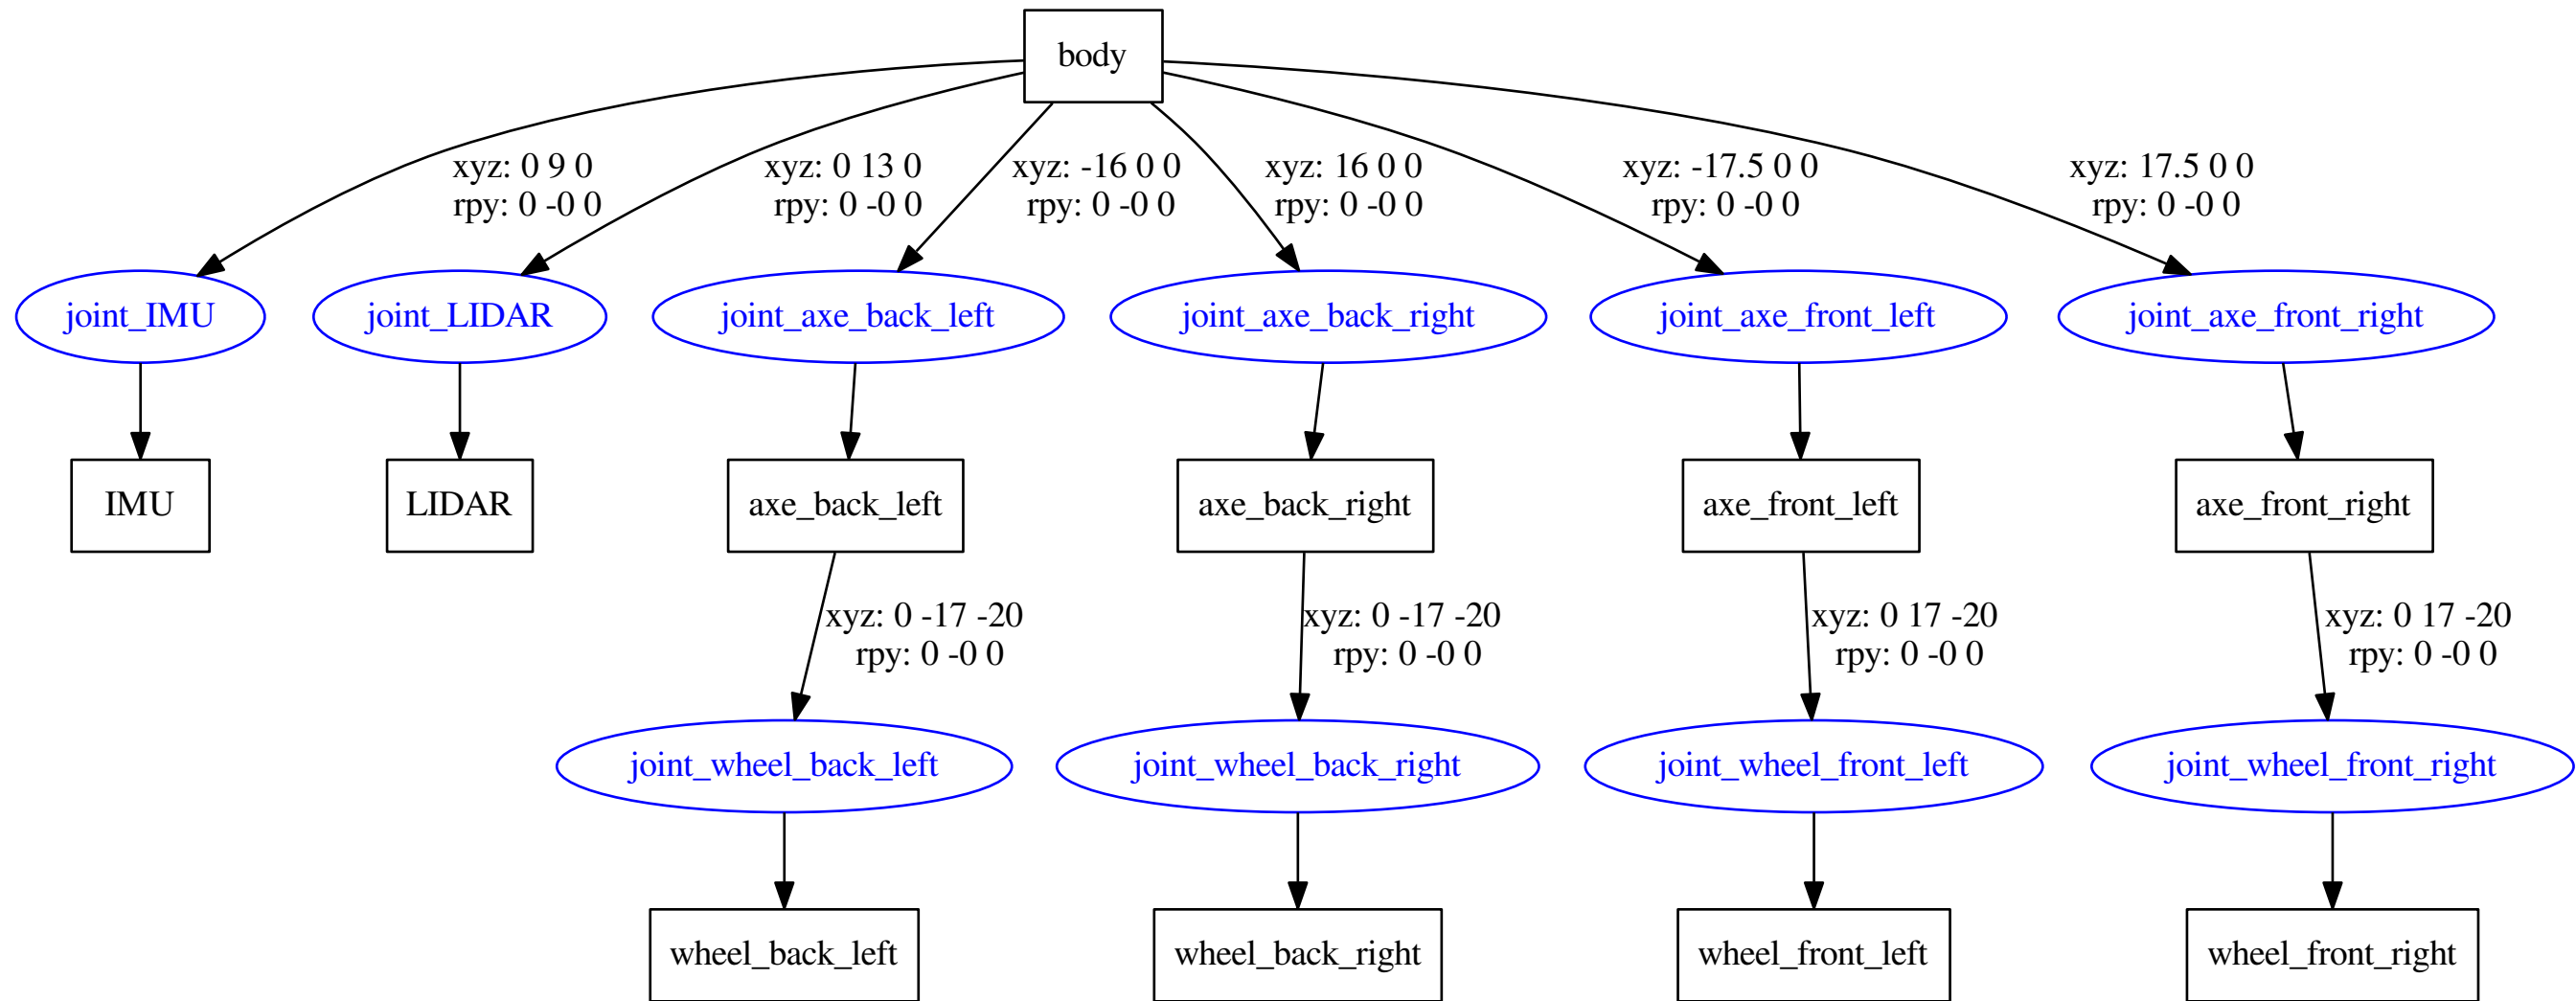 body
xyz: 0 9 0
rpy: 0 -0 0
xyz: 0 13 0
rpy: 0 -0 0
xyz: -16 0 0
rpy: 0 -0 0
xyz: 16 0 0
rpy: 0 -0 0
xyz: -17.5 0 0
rpy: 0 -0 0
xyz: 17.5 0 0
rpy: 0 -0 0
joint_IMU
joint_LIDAR
joint_axe_back_left
joint_axe_back_right
joint_axe_front_left
joint_axe_front_right
IMU
LIDAR
axe_back_left
axe_back_right
axe_front_left
axe_front_right
xyz: 0 -17 -20
rpy: 0 -0 0
xyz: 0 -17 -20
rpy: 0 -0 0
xyz: 0 17 -20
rpy: 0 -0 0
xyz: 0 17 -20
rpy: 0 -0 0
joint_wheel_back_left
joint_wheel_back_right
joint_wheel_front_left
joint_wheel_front_right
wheel_back_left
wheel_back_right
wheel_front_left
wheel_front_right